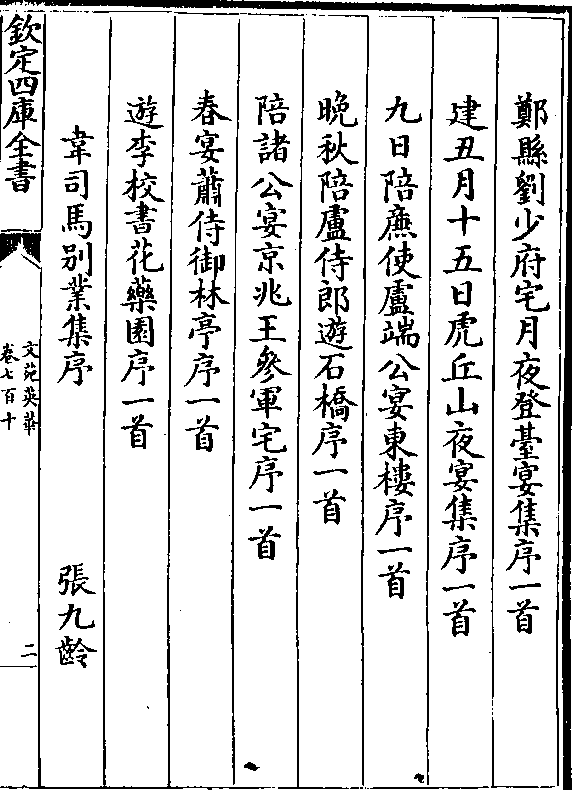 鄭縣劉少府宅月夜登臺宴集序一首
建丑月十五日虎丘山夜宴集序一首
九日陪廉使盧端公宴東樓序一首
晚秋陪盧侍郎遊石橋序一首
陪諸公宴京兆王參軍宅序一首
春宴蕭侍御林亭序一首
遊李校書花藥園序一首
韋司馬別業集序 張九齡
欽定四庫全書
文苑英華
卷七百十
二